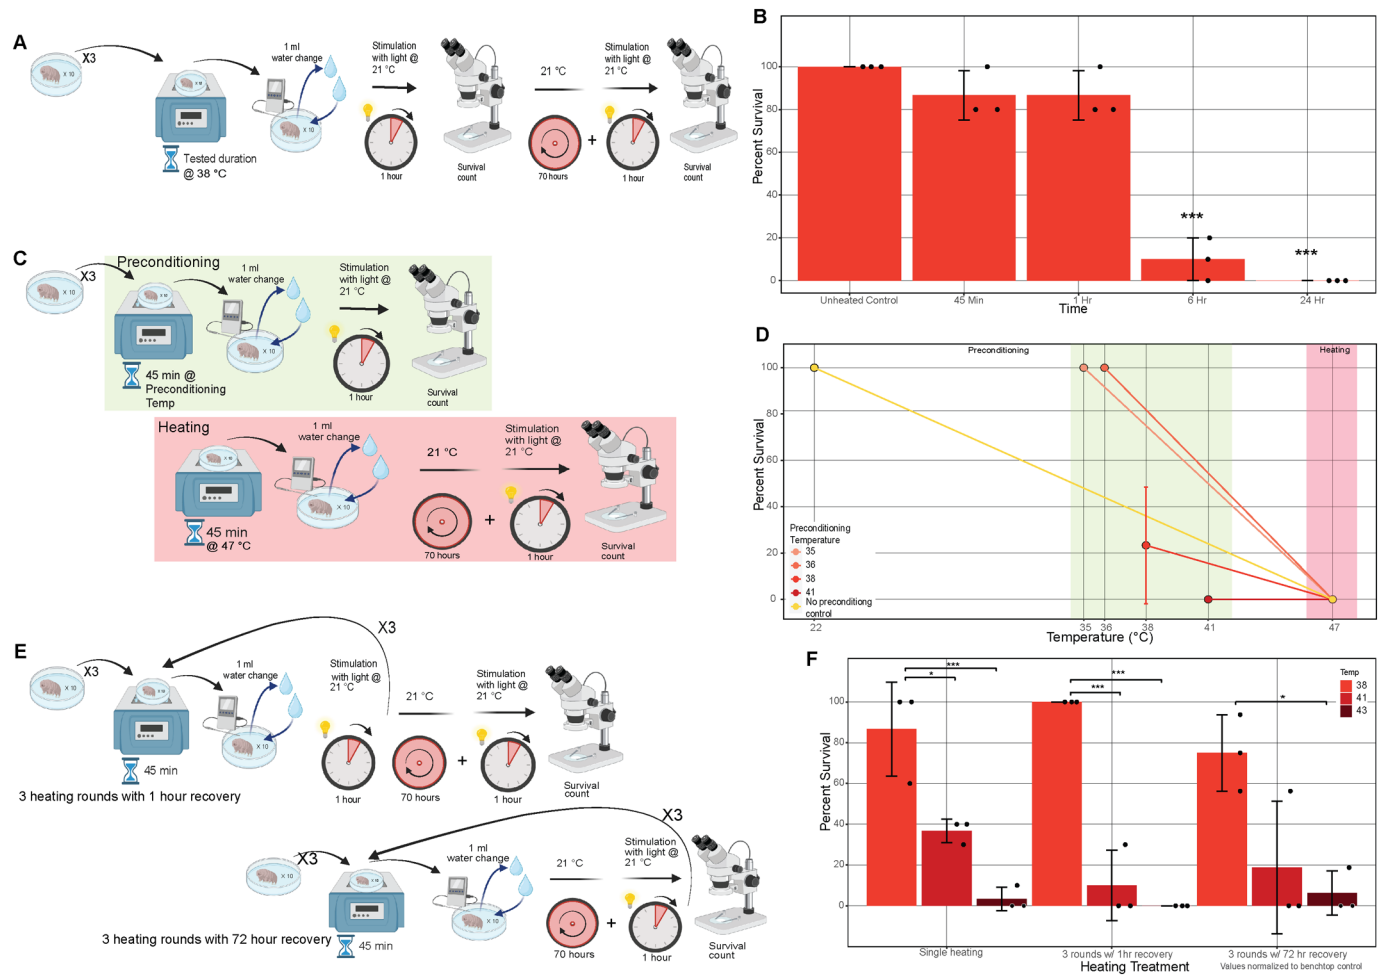 A
X3
X 10
X 10
Tested duration
@ 38 °C
1 ml
water change
X 10
Stimulation
with light @
21 °C
1 hour
Survival
count
21 °C
70 hours
+
Stimulation
with light @
21 °C
1 hour
Survival
count
B
Percent Survival
100
80
60
40
20
0
***
***
Unheated Control
45 Min
1 Hr
6 Hr
24 Hr
Time
C
X3
X 10
Preconditioning
X 10
45 min @
Preconditioning
Temp
1 ml
water change
X 10
Stimulation
with light @
21 °C
1 hour
Survival
count
Heating
X 10
45 min
@ 47 °C
1 ml
water change
X 10
21 °C
70 hours
+
Stimulation
with light @
21 °C
1 hour
Survival
count
D
Preconditioning
Heating
Percent Survival
100
80
60
40
20
0
Preconditioning
Temperature
35
36
38
41
No preconditiong
control
22
35
36
38
41
47
Temperature (°C)
E
X3
X3
X 10
X 10
45 min
1 ml
water change
X 10
Stimulation
with light @
21 °C
1 hour
21 °C
70 hours
+
Stimulation
with light @
21 °C
1 hour
Survival
count
3 heating rounds with 1 hour recovery
X3
X3
X 10
X 10
45 min
1 ml
water change
X 10
21 °C
70 hours
+
Stimulation
with light @
21 °C
1 hour
Survival
count
3 heating rounds with 72 hour recovery
F
Percent Survival
100
80
60
40
20
0
***
*
***
***
*
Temp
38
41
43
Single heating
3 rounds w/ 1hr recovery
3 rounds w/ 72 hr recovery
Heating Treatment
Values normalized to benchtop control